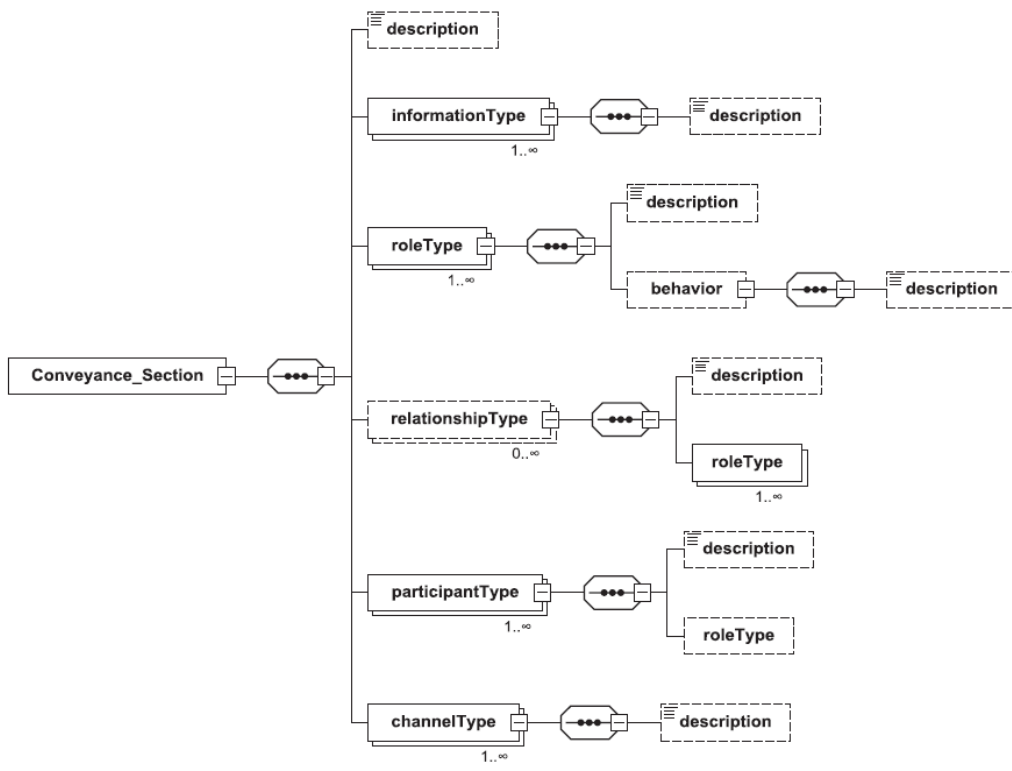 description
informationType
1..∞
description
roleType
1..∞
description
behavior
description
Conveyance_Section
relationshipType
0..∞
description
roleType
1..∞
participantType
1..∞
description
roleType
channelType
1..∞
description